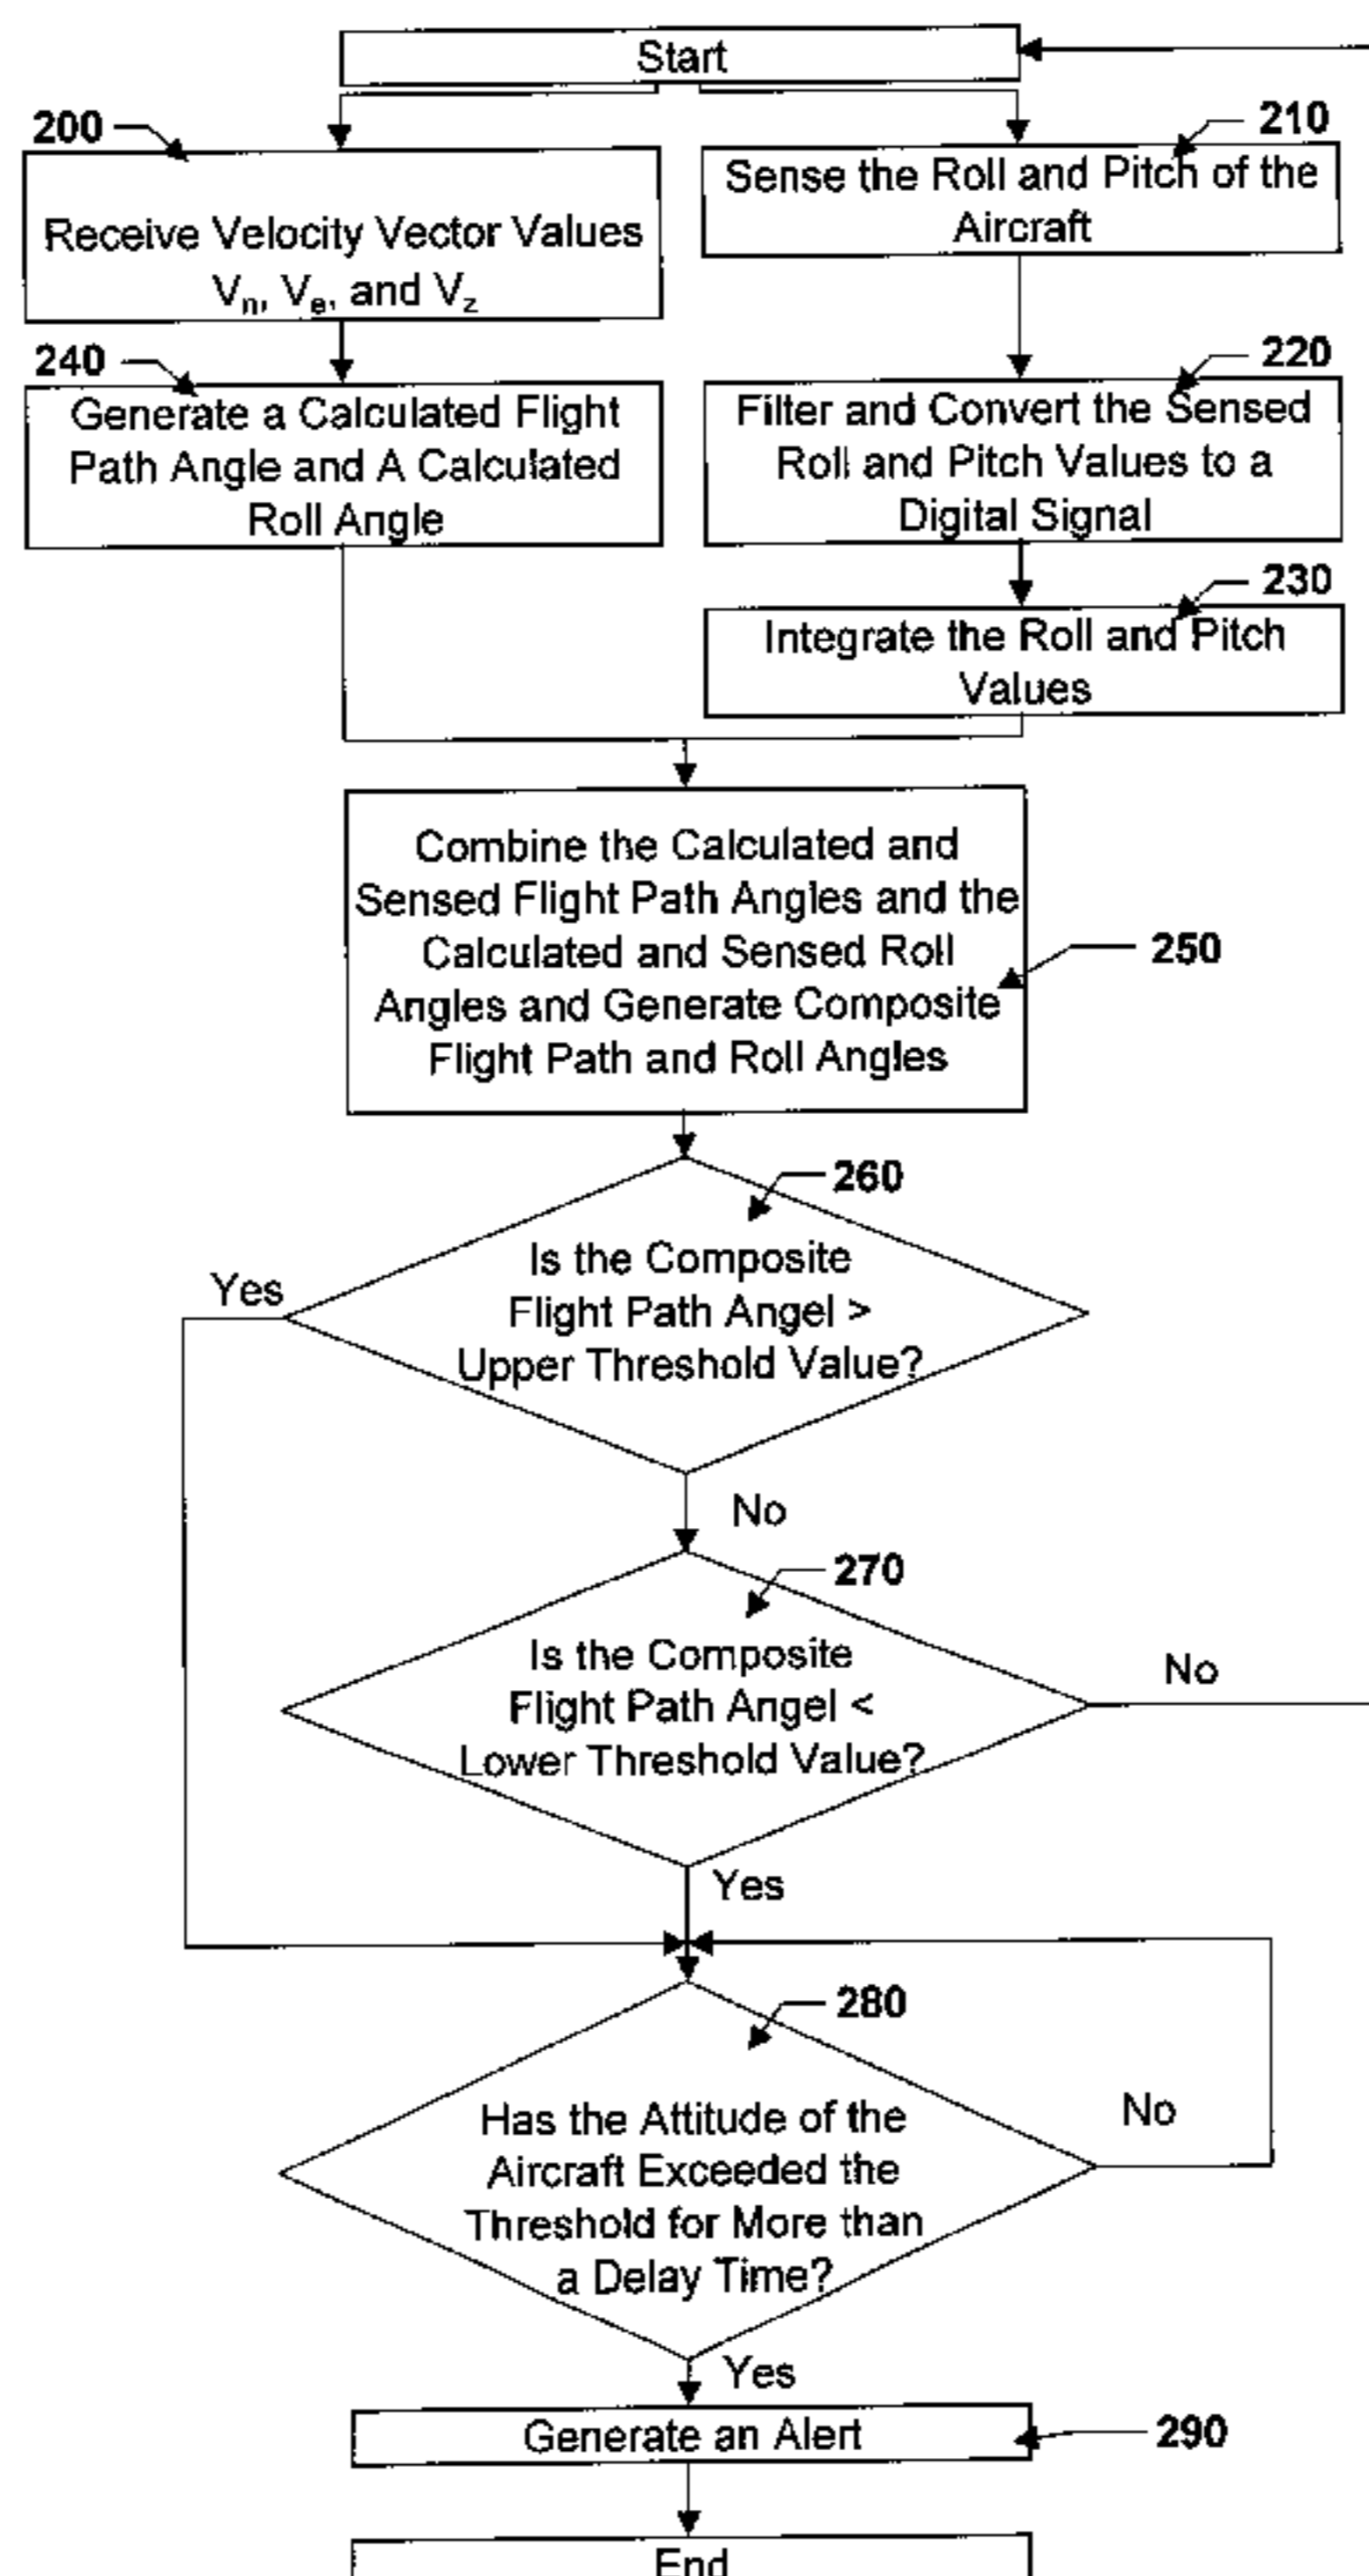 Start
200
210
Receive Velocity Vector Values
Vn, Ve, and Vz
Sense the Roll and Pitch of the
Aircraft
240
220
Generate a Calculated Flight
Path Angle and A Calculated
Roll Angle
Filter and Convert the Sensed
Roll and Pitch Values to a
Digital Signal
230
Integrate the Roll and Pitch
Values
Combine the Calculated and
Sensed Flight Path Angles and the
Calculated and Sensed Roll
Angles and Generate Composite
Flight Path and Roll Angles
250
260
Is the Composite
Flight Path Angel >
Upper Threshold Value?
Yes
No
270
Is the Composite
Flight Path Angel <
Lower Threshold Value?
No
Yes
280
Has the Attitude of the
Aircraft Exceeded the
Threshold for More than
a Delay Time?
No
Yes
Generate an Alert
290
End